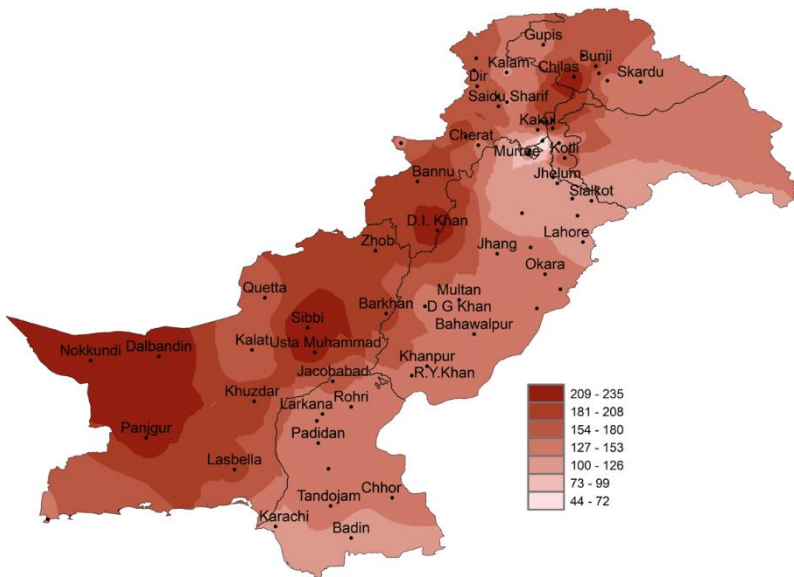 Gupis
Bunji
Kalam
Chilas
Dir
Skardu
Saidu Sharif
Cherat
Kotli
Bannu
Jhelum
Sialkot
D.I. Khan
Lahore
Zhob
Jhang
Okara
Quetta
Multan
Barkhan
D G Khan
Sibbi
Bahawalpur
Nokkundi
Dalbandin
Kalat
Usta Muhammad
Khanpur
Jacobabad
R.Y.Khan
Khuzdar
Larkana
Rohri
Panjgur
Padidan
Lasbella
Tandojam
Chhor
Karachi
Badin
209 - 235
181 - 208
154 - 180
127 - 153
100 - 126
73 - 99
44 - 72